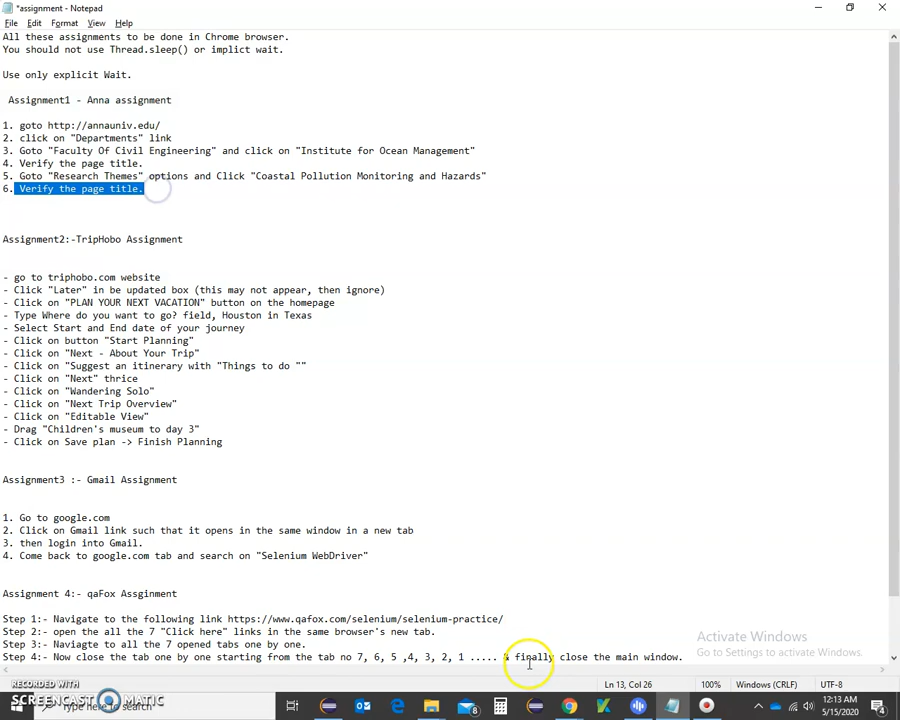 *assignment - Notepad
File Edit Format View Help
All these assignments to be done in Chrome browser.
You should not use Thread.sleep() or implict wait.
Use only explicit Wait.
Assignment1 - Anna assignment
1. goto http://annauniv.edu/
2. click on "Departments" link
3. Goto "Faculty Of Civil Engineering" and click on "Institute for Ocean Management"
4. Verify the page title.
5. Goto "Research Themes" options and Click "Coastal Pollution Monitoring and Hazards"
6. Verify the page title.
Assignment2:-TripHobo Assignment
- go to triphobo.com website
- Click "Later" in be updated box (this may not appear, then ignore)
- Click on "PLAN YOUR NEXT VACATION" button on the homepage
- Type Where do you want to go? field, Houston in Texas
- Select Start and End date of your journey
- Click on button "Start Planning"
- Click on "Next - About Your Trip"
- Click on "Suggest an itinerary with "Things to do ""
- Click on "Next" thrice
- Click on "Wandering Solo"
- Click on "Next Trip Overview"
- Click on "Editable View"
- Drag "Children's museum to day 3"
- Click on Save plan -> Finish Planning
Assignment3 :- Gmail Assignment
1. Go to google.com
2. Click on Gmail link such that it opens in the same window in a new tab
3. then login into Gmail.
4. Come back to google.com tab and search on "Selenium WebDriver"
Assignment 4:- qaFox Assginment
Step 1:- Navigate to the following link https://www.qafox.com/selenium/selenium-practice/
Step 2:- open the all the 7 "Click here" links in the same browser's new tab.
Step 3:- Naviagte to all the 7 opened tabs one by one.
Step 4:- Now close the tab one by one starting from the tab no 7, 6, 5 ,4, 3, 2, 1 ..... & finally close the main window.
Activate Windows
Go to Settings to activate Windows.
Ln 13, Col 26 100% Windows (CRLF) UTF-8
RECORDED WITH
SCREENCAST MATIC
Type here to search
8
12:13 AM
5/15/2020
4